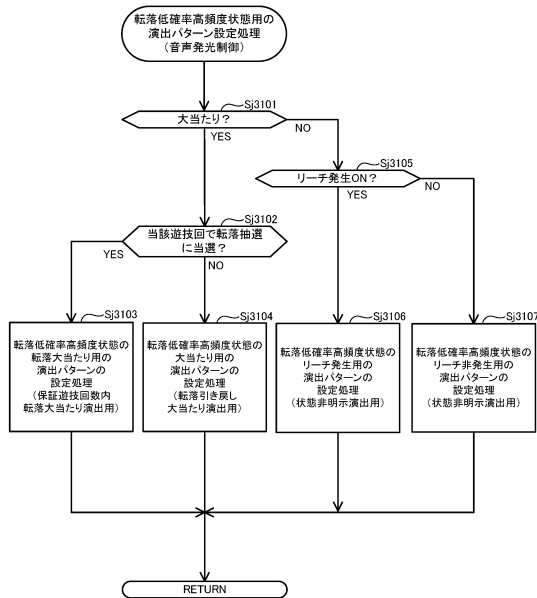 転落低確率高頻度状態用の
演出パターン設定処理
(音声発光制御)
Sj3101
大当たり?
YES
NO
Sj3105
リーチ発生ON?
YES
NO
Sj3102
当該遊技回で転落抽選
に当選?
YES
NO
Sj3103
転落低確率高頻度状態の
転落大当たり用の
演出パターンの
設定処理
(保証遊技回数内
転落大当たり演出用)
Sj3104
転落低確率高頻度状態の
大当たり用の
演出パターンの
設定処理
(転落引き戻し
大当たり演出用)
Sj3106
転落低確率高頻度状態の
リーチ発生用の
演出パターンの
設定処理
(状態非明示演出用)
Sj3107
転落低確率高頻度状態の
リーチ非発生用の
演出パターンの
設定処理
(状態非明示演出用)
RETURN